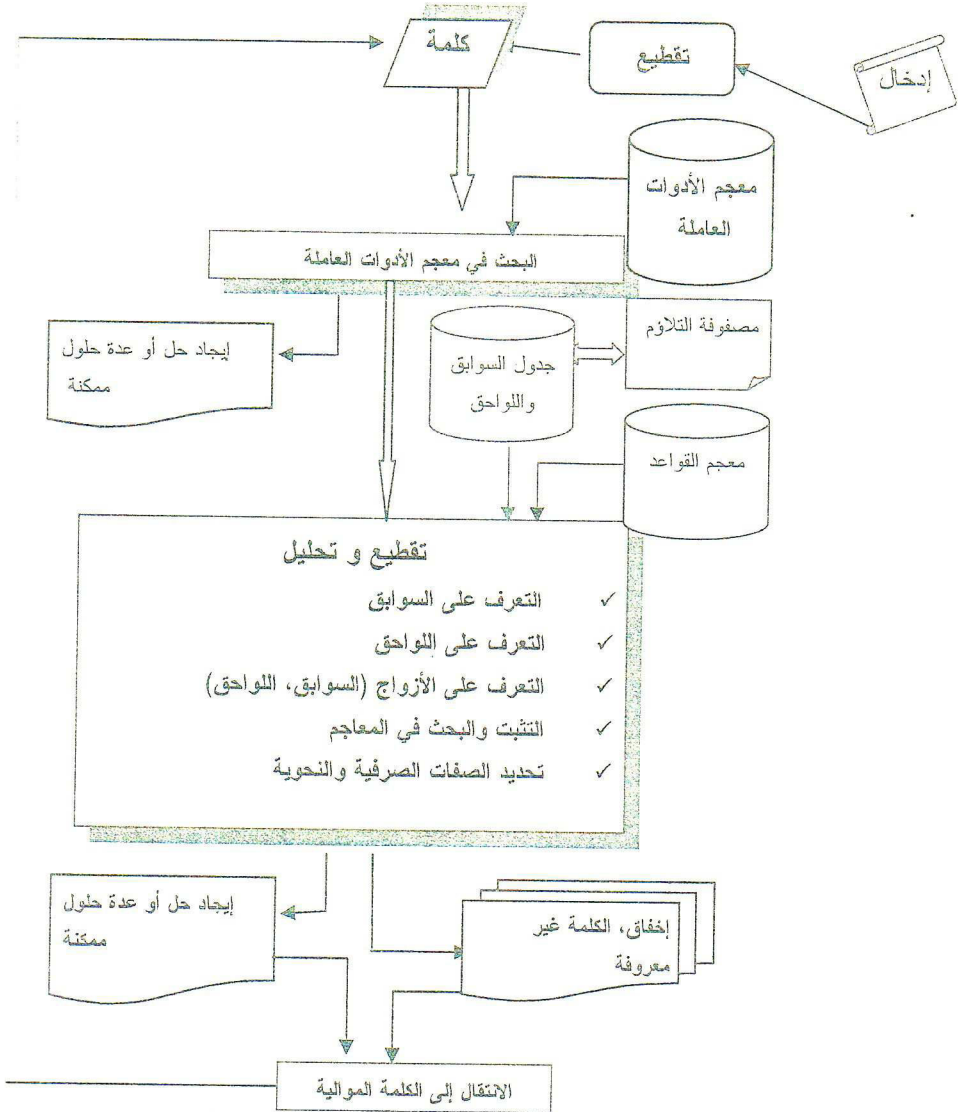 إدخال
تقطيع
كلمة
معجم الأدوات
العاملة
البحث في معجم الأدوات العاملة
إيجاد حل أو عدة حلول
ممكنة
مصفوفة التلاؤم
جدول السوابق
واللواحق
معجم القواعد
تقطيع و تحليل
✓ التعرف على السوابق
✓ التعرف على اللواحق
✓ التعرف على الأزواج (السوابق، اللواحق)
✓ التثبت والبحث في المعاجم
✓ تحديد الصفات الصرفية والنحوية
إخفاق، الكلمة غير
معروفة
إيجاد حل أو عدة حلول
ممكنة
الانتقال إلى الكلمة الموالية